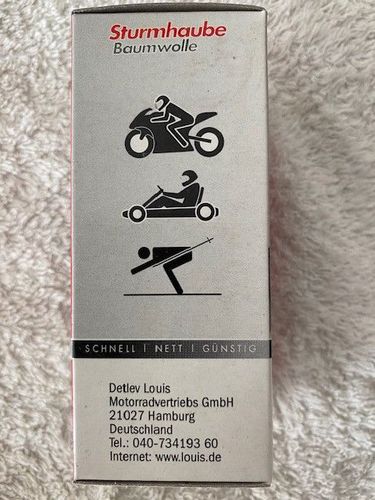 Sturmhaube
Baumwolle
SCHNELL | NETT | GÜNSTIG
Detlev Louis
Motorradvertriebs GmbH
21027 Hamburg
Deutschland
Tel.: 040-734193 60
Internet: www.louis.de